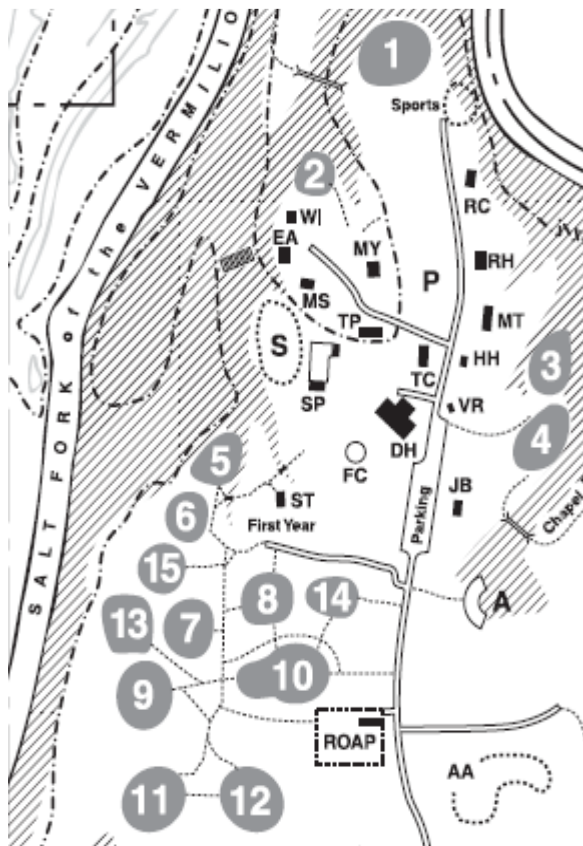 1
Sports
SALT FORK of the VERMILIO
2
RC
WI
EA
MY
RH
P
MS
MT
TP
S
3
TC
HH
SP
VR
DH
4
5
FC
JB
ST
6
First Year
Parking
Chapel
15
A
8
14
13
7
10
9
ROAP
AA
11
12